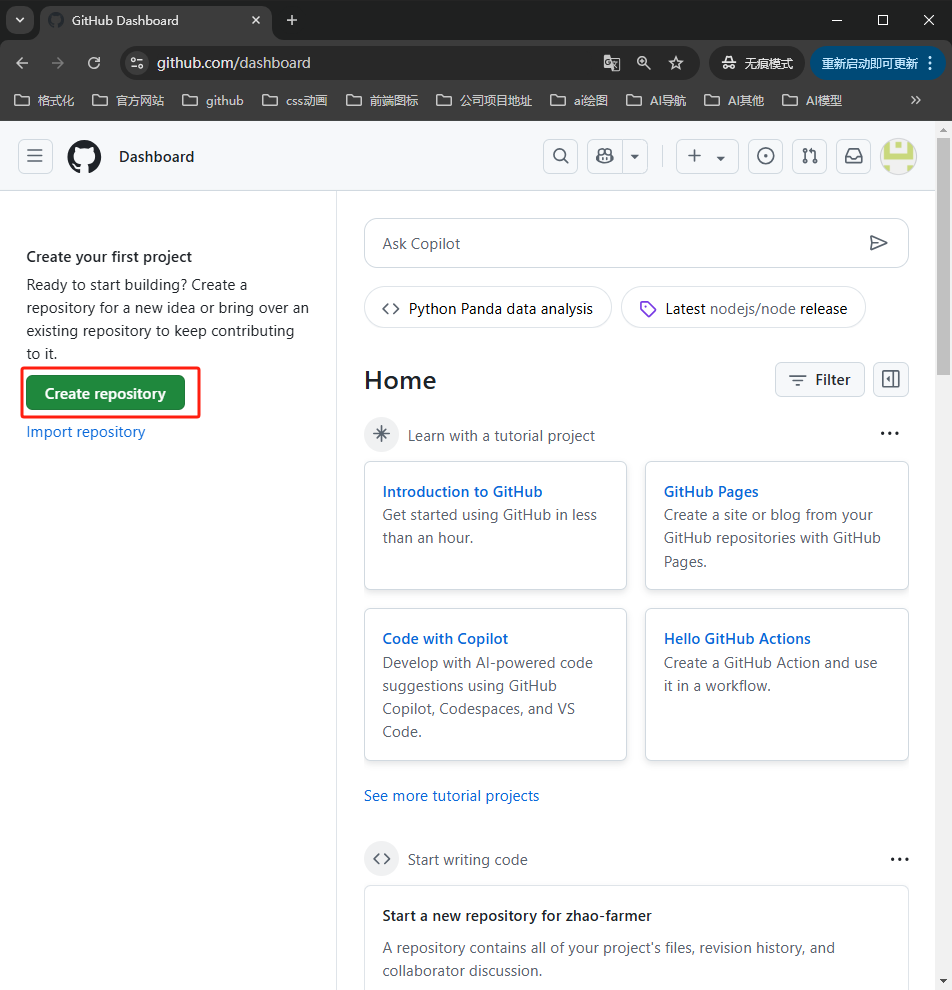 GitHub Dashboard
github.com/dashboard
无痕模式
重新启动即可更新
格式化
官方网站
github
css动画
前端图标
公司项目地址
ai绘图
AI导航
AI其他
AI模型
Dashboard
Create your first project
Ready to start building? Create a
repository for a new idea or bring over an
existing repository to keep contributing
to it.
Create repository
Import repository
Ask Copilot
Python Panda data analysis
Latest nodejs/node release
Home
Filter
Learn with a tutorial project
Introduction to GitHub
Get started using GitHub in less
than an hour.
GitHub Pages
Create a site or blog from your
GitHub repositories with GitHub
Pages.
Code with Copilot
Develop with AI-powered code
suggestions using GitHub
Copilot, Codespaces, and VS
Code.
Hello GitHub Actions
Create a GitHub Action and use
it in a workflow.
See more tutorial projects
Start writing code
Start a new repository for zhao-farmer
A repository contains all of your project's files, revision history, and
collaborator discussion.